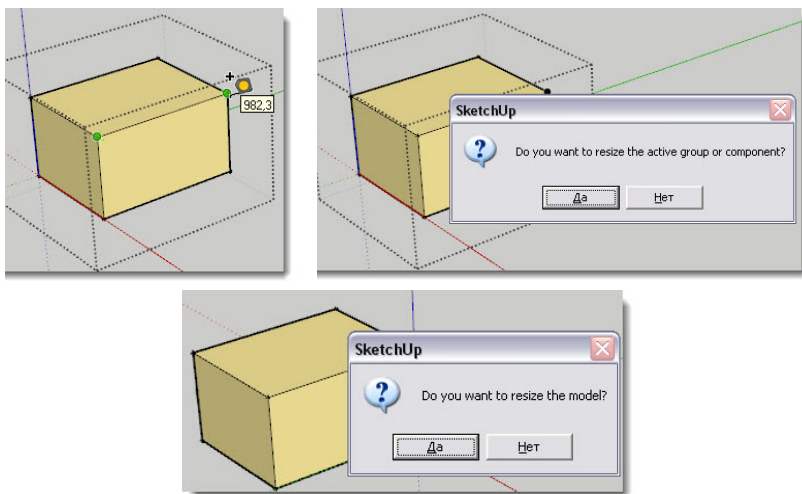 982,3
SketchUp
Do you want to resize the active group or component?
Да
Нет
SketchUp
Do you want to resize the model?
Да
Нет